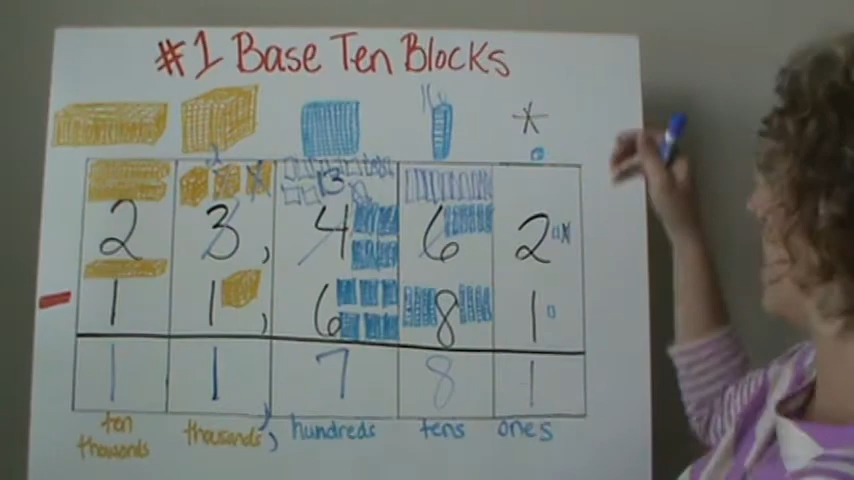 #1 Base Ten Blocks
*
2 13
2 3, 4 6 2
- 1 1, 6 8 1
1 1, 7 8 1
ten thousands thousands, hundreds tens ones